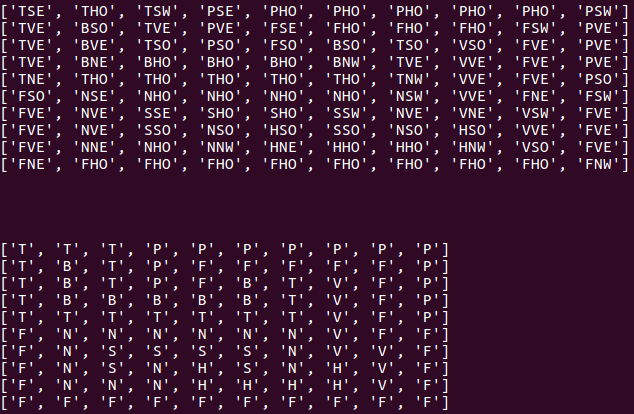 ['TSE', 'THO', 'TSW', 'PSE', 'PHO', 'PHO', 'PHO', 'PHO', 'PHO', 'PSW']
['TVE', 'BSO', 'TVE', 'PVE', 'FSE', 'FHO', 'FHO', 'FHO', 'FSW', 'PVE']
['TVE', 'BVE', 'TSO', 'PSO', 'FSO', 'BSO', 'TSO', 'VSO', 'FVE', 'PVE']
['TVE', 'BNE', 'BHO', 'BHO', 'BHO', 'BNW', 'TVE', 'VVE', 'FVE', 'PVE']
['TNE', 'THO', 'THO', 'THO', 'THO', 'THO', 'TNW', 'VVE', 'FVE', 'PSO']
['FSO', 'NSE', 'NHO', 'NHO', 'NHO', 'NHO', 'NSW', 'VVE', 'FNE', 'FSW']
['FVE', 'NVE', 'SSE', 'SHO', 'SHO', 'SSW', 'NVE', 'VNE', 'VSW', 'FVE']
['FVE', 'NVE', 'SSO', 'NSO', 'HSO', 'SSO', 'NSO', 'HSO', 'VVE', 'FVE']
['FVE', 'NNE', 'NHO', 'NNW', 'HNE', 'HHO', 'HHO', 'HNW', 'VSO', 'FVE']
['FNE', 'FHO', 'FHO', 'FHO', 'FHO', 'FHO', 'FHO', 'FHO', 'FHO', 'FNW']
['T', 'T', 'T', 'P', 'P', 'P', 'P', 'P', 'P', 'P']
['T', 'B', 'T', 'P', 'F', 'F', 'F', 'F', 'F', 'P']
['T', 'B', 'T', 'P', 'F', 'B', 'T', 'V', 'F', 'P']
['T', 'B', 'B', 'B', 'B', 'B', 'T', 'V', 'F', 'P']
['T', 'T', 'T', 'T', 'T', 'T', 'T', 'V', 'F', 'P']
['F', 'N', 'N', 'N', 'N', 'N', 'N', 'V', 'F', 'F']
['F', 'N', 'S', 'S', 'S', 'S', 'N', 'V', 'V', 'F']
['F', 'N', 'S', 'N', 'H', 'S', 'N', 'H', 'V', 'F']
['F', 'N', 'N', 'N', 'H', 'H', 'H', 'H', 'V', 'F']
['F', 'F', 'F', 'F', 'F', 'F', 'F', 'F', 'F', 'F']